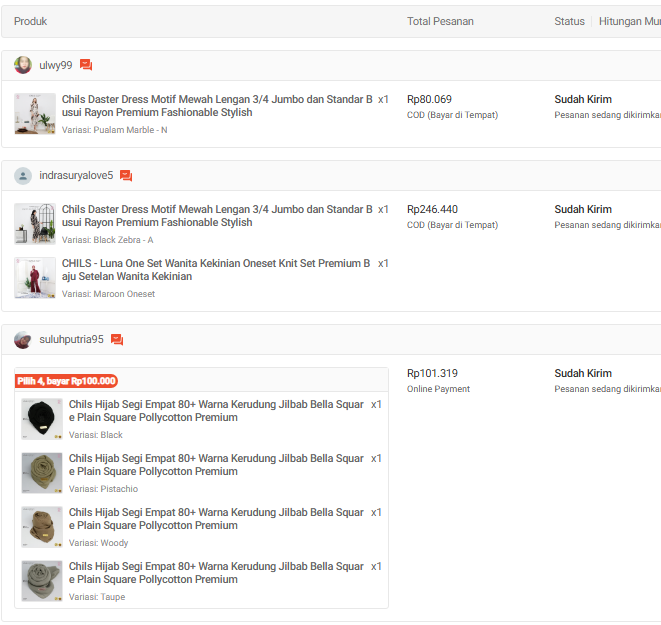 Produk Total Pesanan Status Hitungan Mu
ulwy99
Chils Daster Dress Motif Mewah Lengan 3/4 Jumbo dan Standar B x1 Rp80.069 Sudah Kirim
usui Rayon Premium Fashionable Stylish COD (Bayar di Tempat) Pesanan sedang dikirimka
Variasi: Pualam Marble - N
indrasuryalove5
Chils Daster Dress Motif Mewah Lengan 3/4 Jumbo dan Standar B x1 Rp246.440 Sudah Kirim
usui Rayon Premium Fashionable Stylish COD (Bayar di Tempat) Pesanan sedang dikirimka
Variasi: Black Zebra - A
CHILS - Luna One Set Wanita Kekinian Oneset Knit Set Premium B x1
aju Setelan Wanita Kekinian
Variasi: Maroon Oneset
suluhputria95
Pilih 4, bayar Rp100.000 Rp101.319 Sudah Kirim
Online Payment Pesanan sedang dikirimka
Chils Hijab Segi Empat 80+ Warna Kerudung Jilbab Bella Squar x1
e Plain Square Pollycotton Premium
Variasi: Black
Chils Hijab Segi Empat 80+ Warna Kerudung Jilbab Bella Squar x1
e Plain Square Pollycotton Premium
Variasi: Pistachio
Chils Hijab Segi Empat 80+ Warna Kerudung Jilbab Bella Squar x1
e Plain Square Pollycotton Premium
Variasi: Woody
Chils Hijab Segi Empat 80+ Warna Kerudung Jilbab Bella Squar x1
e Plain Square Pollycotton Premium
Variasi: Taupe